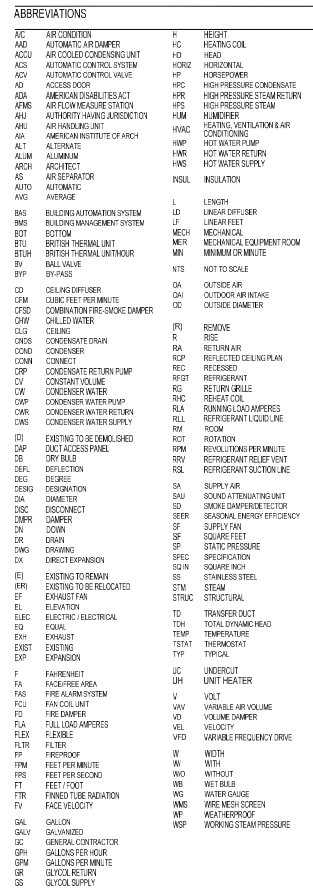 ABBREVIATIONS
A/C AIR CONDITION
AAD AUTOMATIC AIR DAMPER
ACCU AIR COOLED CONDENSING UNIT
ACS AUTOMATIC CONTROL SYSTEM
ACV AUTOMATIC CONTROL VALVE
AD ACCESS DOOR
ADA AMERICAN DISABILITIES ACT
AFMS AIR FLOW MEASURE STATION
AHJ AUTHORITY HAVING JURISDICTION
AHU AIR HANDLING UNIT
AIA AMERICAN INSTITUTE OF ARCH
ALT ALTERNATE
ALUM ALUMINUM
ARCH ARCHITECT
AS AIR SEPARATOR
AUTO AUTOMATIC
AVG AVERAGE
BAS BUILDING AUTOMATION SYSTEM
BMS BUILDING MANAGEMENT SYSTEM
BOT BOTTOM
BTU BRITISH THERMAL UNIT
BTUH BRITISH THERMAL UNIT/HOUR
BV BALL VALVE
BYP BY-PASS
CD CEILING DIFFUSER
CFM CUBIC FEET PER MINUTE
CFSD COMBINATION FIRE-SMOKE DAMPER
CHW CHILLED WATER
CLG CEILING
CNDS CONDENSATE DRAIN
COND CONDENSER
CONN CONNECT
CRP CONDENSATE RETURN PUMP
CV CONSTANT VOLUME
CW CONDENSER WATER
CWP CONDENSER WATER PUMP
CWR CONDENSER WATER RETURN
CWS CONDENSER WATER SUPPLY
(D) EXISTING TO BE DEMOLISHED
DAP DUCT ACCESS PANEL
DB DRY BULB
DEFL DEFLECTION
DEG DEGREE
DESIG DESIGNATION
DIA DIAMETER
DISC DISCONNECT
DMPR DAMPER
DN DOWN
DR DRAIN
DWG DRAWING
DX DIRECT EXPANSION
(E) EXISTING TO REMAIN
(ER) EXISTING TO BE RELOCATED
EF EXHAUST FAN
EL ELEVATION
ELEC ELECTRIC / ELECTRICAL
EQ EQUAL
EXH EXHAUST
EXIST EXISTING
EXP EXPANSION
F FAHRENHEIT
FA FACE/FREE AREA
FAS FIRE ALARM SYSTEM
FCU FAN COIL UNIT
FD FIRE DAMPER
FLA FULL LOAD AMPERES
FLEX FLEXIBLE
FLTR FILTER
FP FIREPROOF
FPM FEET PER MINUTE
FPS FEET PER SECOND
FT FEET / FOOT
FTR FINNED TUBE RADIATION
FV FACE VELOCITY
GAL GALLON
GALV GALVANIZED
GC GENERAL CONTRACTOR
GPH GALLONS PER HOUR
GPM GALLONS PER MINUTE
GR GLYCOL RETURN
GS GLYCOL SUPPLY
H HEIGHT
HC HEATING COIL
HD HEAD
HORIZ HORIZONTAL
HP HORSEPOWER
HPC HIGH PRESSURE CONDENSATE
HPR HIGH PRESSURE STEAM RETURN
HPS HIGH PRESSURE STEAM
HUM HUMIDIFIER
HVAC HEATING, VENTILATION & AIR
CONDITIONING
HWP HOT WATER PUMP
HWR HOT WATER RETURN
HWS HOT WATER SUPPLY
INSUL INSULATION
L LENGTH
LD LINEAR DIFFUSER
LF LINEAR FEET
MECH MECHANICAL
MER MECHANICAL EQUIPMENT ROOM
MIN MINIMUM OR MINUTE
NTS NOT TO SCALE
OA OUTSIDE AIR
OAI OUTDOOR AIR INTAKE
OD OUTSIDE DIAMETER
(R) REMOVE
R RISE
RA RETURN AIR
RCP REFLECTED CEILING PLAN
REC RECESSED
RFGT REFRIGERANT
RG RETURN GRILLE
RHC REHEAT COIL
RLA RUNNING LOAD AMPERES
RLL REFRIGERANT LIQUID LINE
RM ROOM
ROT ROTATION
RPM REVOLUTIONS PER MINUTE
RRV REFRIGERANT RELIEF VENT
RSL REFRIGERANT SUCTION LINE
SA SUPPLY AIR
SAU SOUND ATTENUATING UNIT
SD SMOKE DAMPER/DETECTOR
SEER SEASONAL ENERGY EFFICIENCY
SF SUPPLY FAN
SF SQUARE FEET
SP STATIC PRESSURE
SPEC SPECIFICATION
SQ IN SQUARE INCH
SS STAINLESS STEEL
STM STEAM
STRUC STRUCTURAL
TD TRANSFER DUCT
TDH TOTAL DYNAMIC HEAD
TEMP TEMPERATURE
TSTAT THERMOSTAT
TYP TYPICAL
UC UNDERCUT
UH UNIT HEATER
V VOLT
VAV VARIABLE AIR VOLUME
VD VOLUME DAMPER
VEL VELOCITY
VFD VARIABLE FREQUENCY DRIVE
W WIDTH
W/ WITH
W/O WITHOUT
WB WET BULB
WG WATER GAUGE
WMS WIRE MESH SCREEN
WP WEATHERPROOF
WSP WORKING STEAM PRESSURE